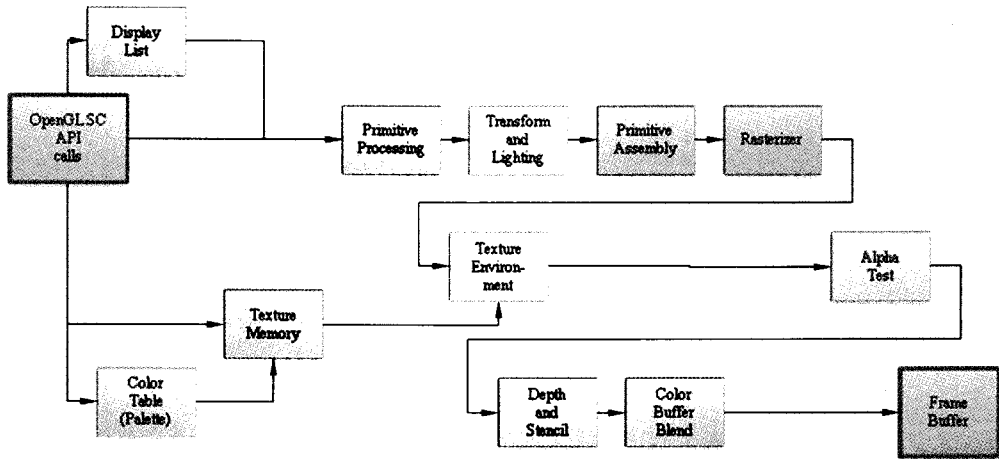 Display
List
OpenGLSC
API
calls
Primitive
Processing
Transform
and
Lighting
Primitive
Assembly
Rasterizer
Texture
Environ-
ment
Alpha
Test
Texture
Memory
Color
Table
(Palette)
Depth
and
Stencil
Color
Buffer
Blend
Frame
Buffer